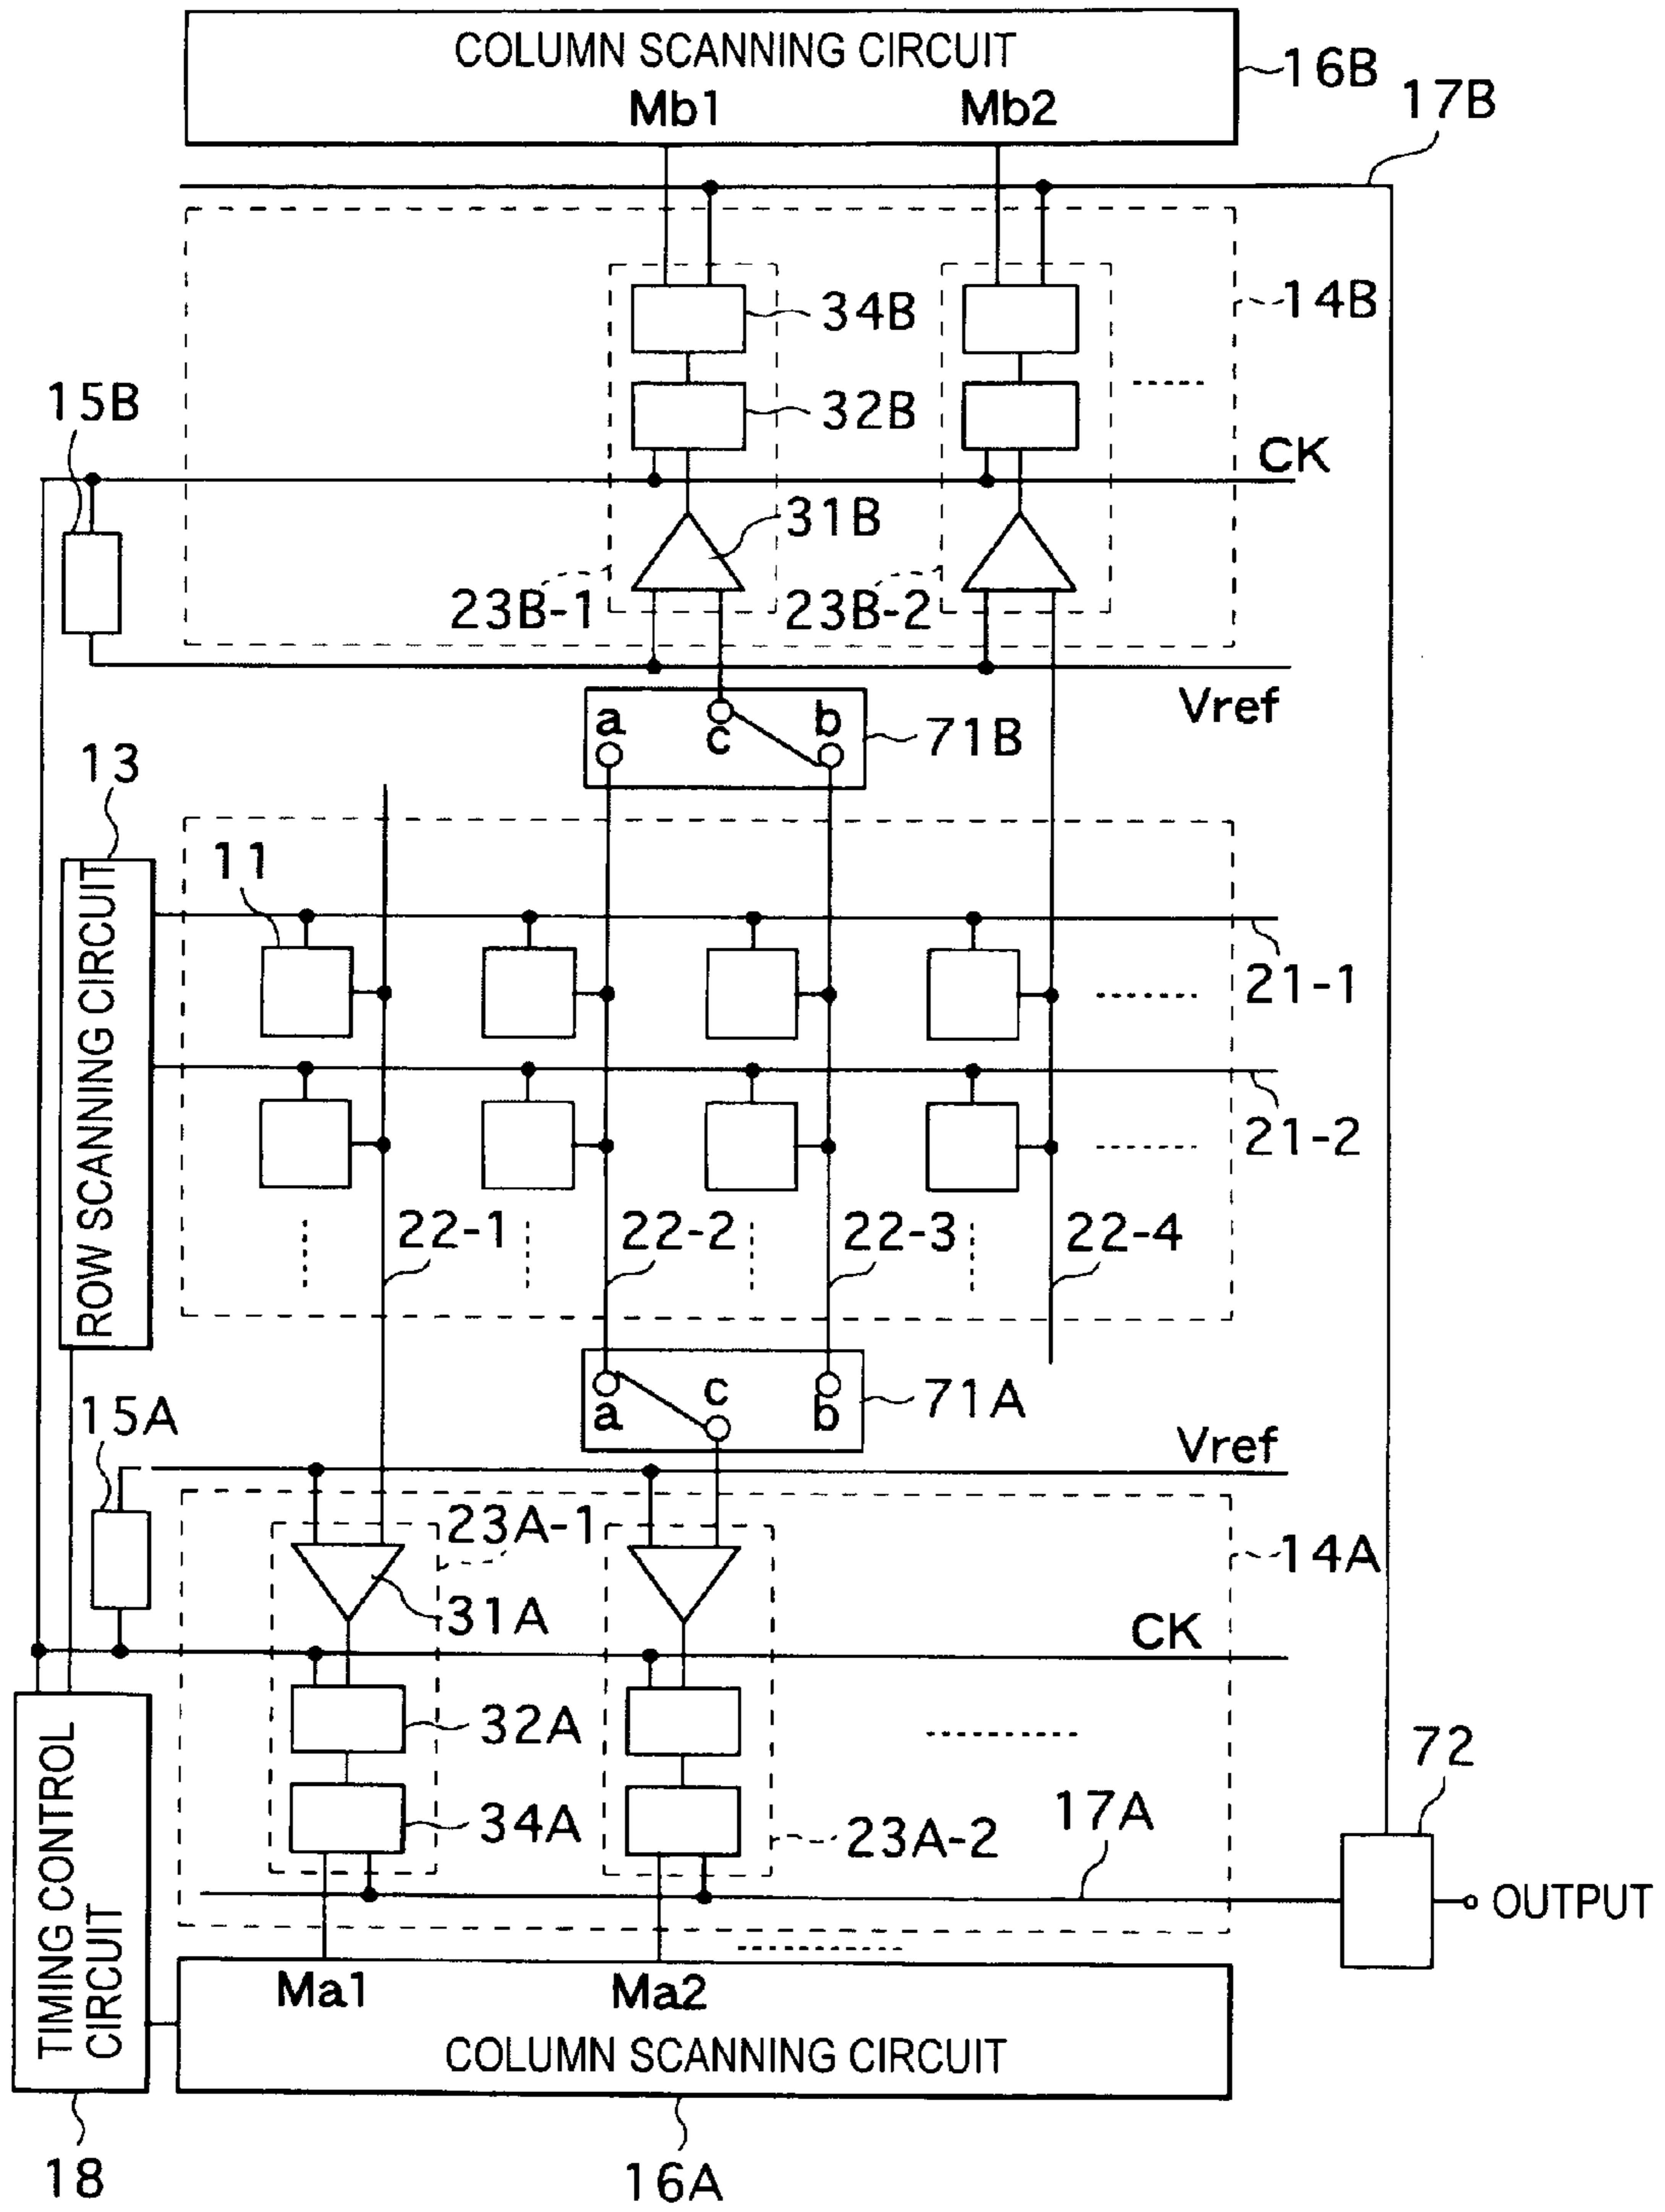 COLUMN SCANNING CIRCUIT
Mb1 Mb2
16B
17B
34B
14B
32B
15B
CK
31B
23B-1
23B-2
Vref
a c b
71B
13
ROW SCANNING CIRCUIT
11
21-1
21-2
22-1
22-2
22-3
22-4
a c b
71A
15A
Vref
23A-1
14A
31A
CK
32A
72
34A
23A-2
17A
OUTPUT
TIMING CONTROL
CIRCUIT
Ma1 Ma2
COLUMN SCANNING CIRCUIT
18
16A